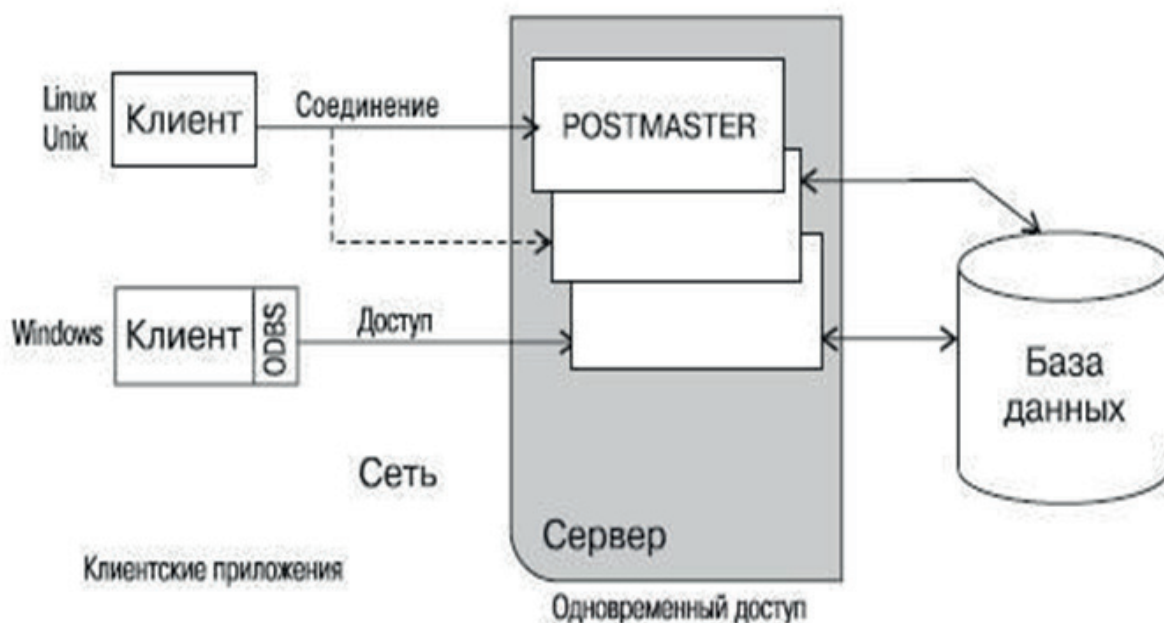 Linux
Unix
Клиент
Соединение
POSTMASTER
Windows
Клиент
ODBS
Доступ
База
данных
Сеть
Сервер
Клиентские приложения
Одновременный доступ